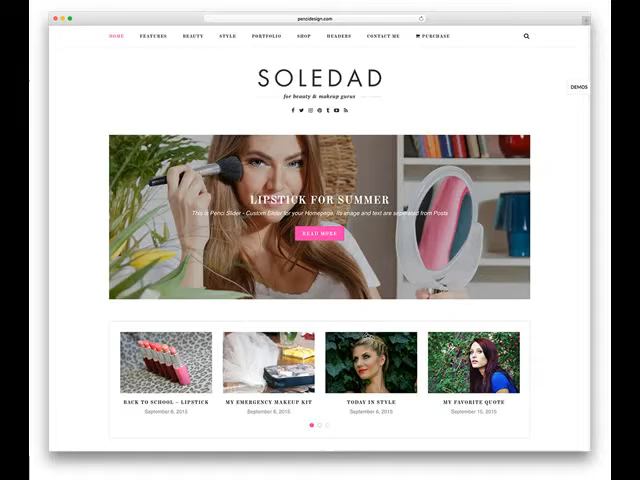 pencidesign.com
HOME FEATURES BEAUTY STYLE PORTFOLIO SHOP HEADERS CONTACT ME PURCHASE
DEMOS
SOLEDAD
for beauty & makeup gurus
LIPSTICK FOR SUMMER
This is Penci Slider - Custom Slider for your Homepage. Its image and text are separated from Posts
READ MORE
BACK TO SCHOOL – LIPSTICK MY EMERGENCY MAKEUP KIT TODAY IN STYLE MY FAVORITE QUOTE
September 8, 2015 September 8, 2015 September 6, 2015 September 15, 2015